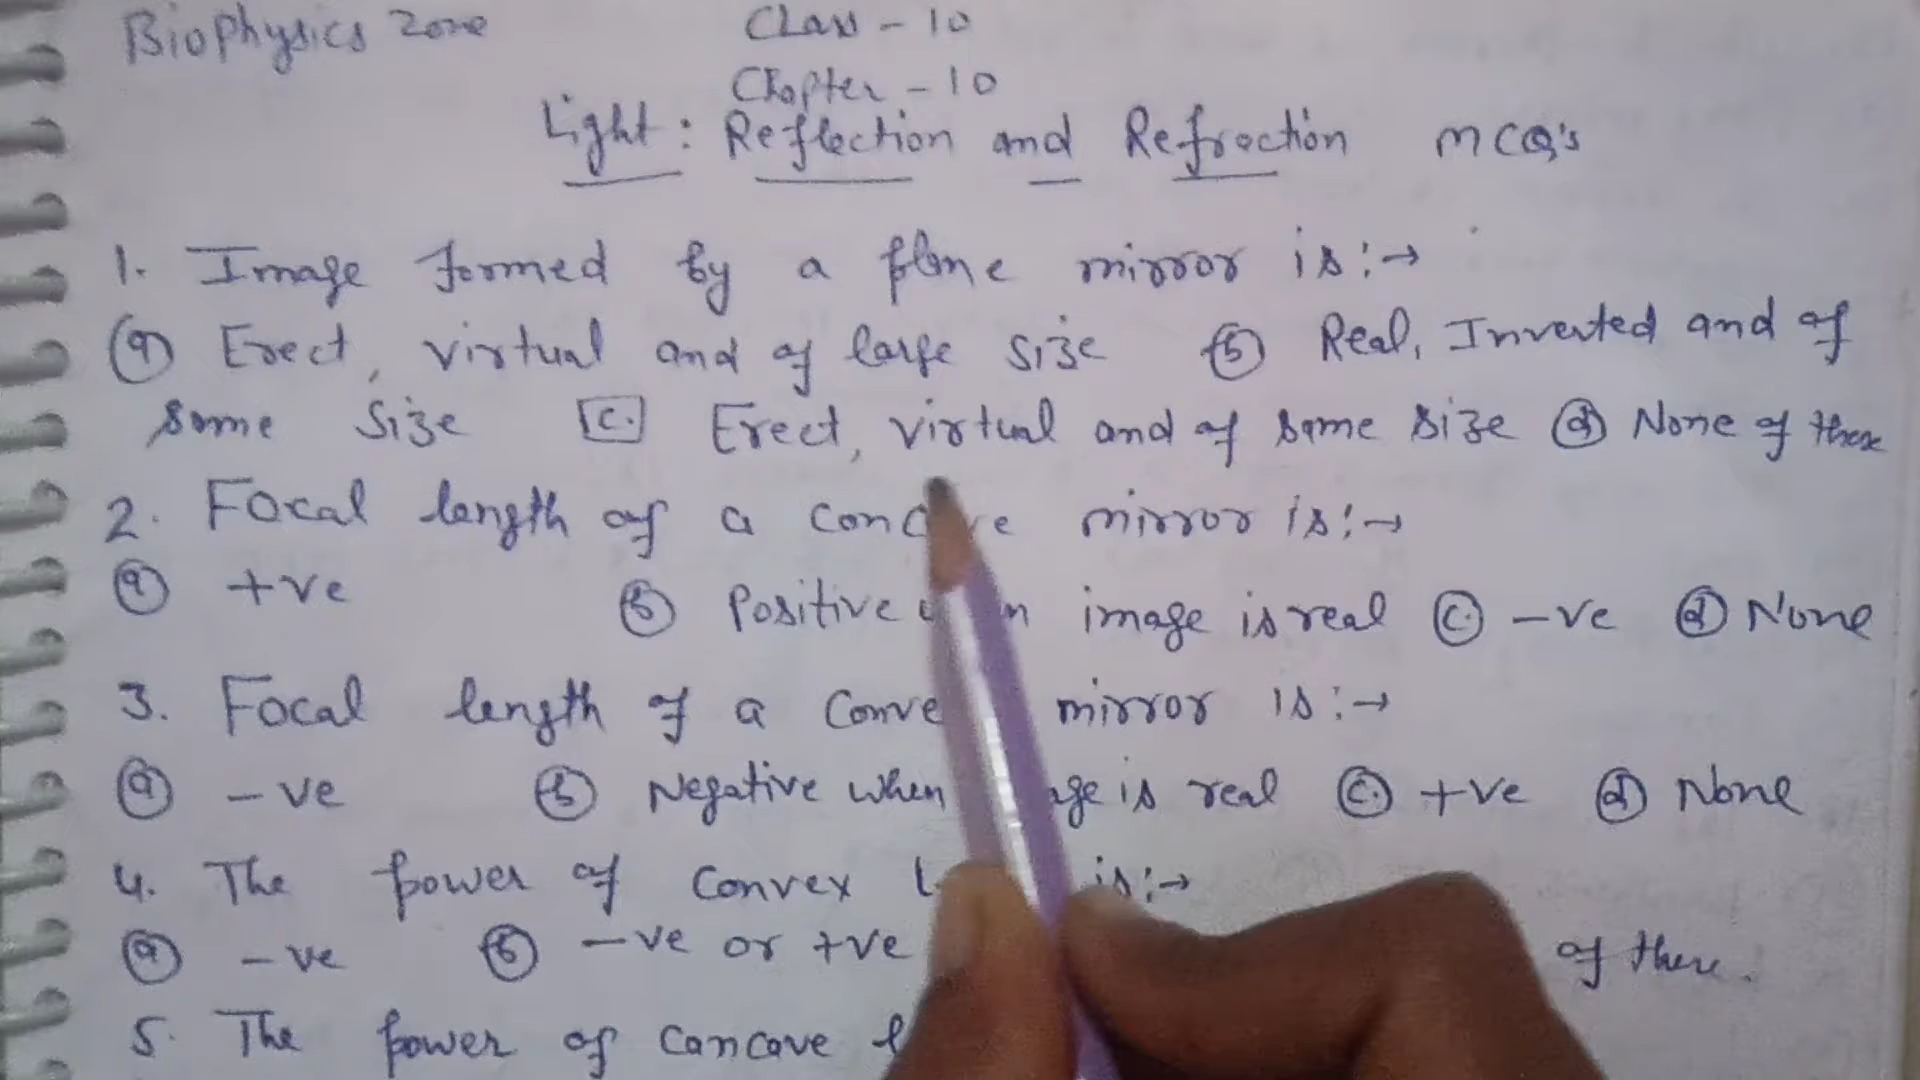 Biophysics zone
Class - 10
Chapter - 10
Light : Reflection and Refraction MCQ's
1. Image formed by a plane mirror is :→
(a) Erect, virtual and of large size (b) Real, Inverted and of
same size [c.] Erect, virtual and of same size (d) None of these
2. Focal length of a mirror is :→
(a) +ve (b) Positive image is real (c) -ve (d) None
3. Focal length of a mirror is :→
(a) -ve (b) Negative when is real (c) +ve (d) None
4. The power of convex is :→
(a) -ve (b) -ve or +ve of these.
5. The power of concave